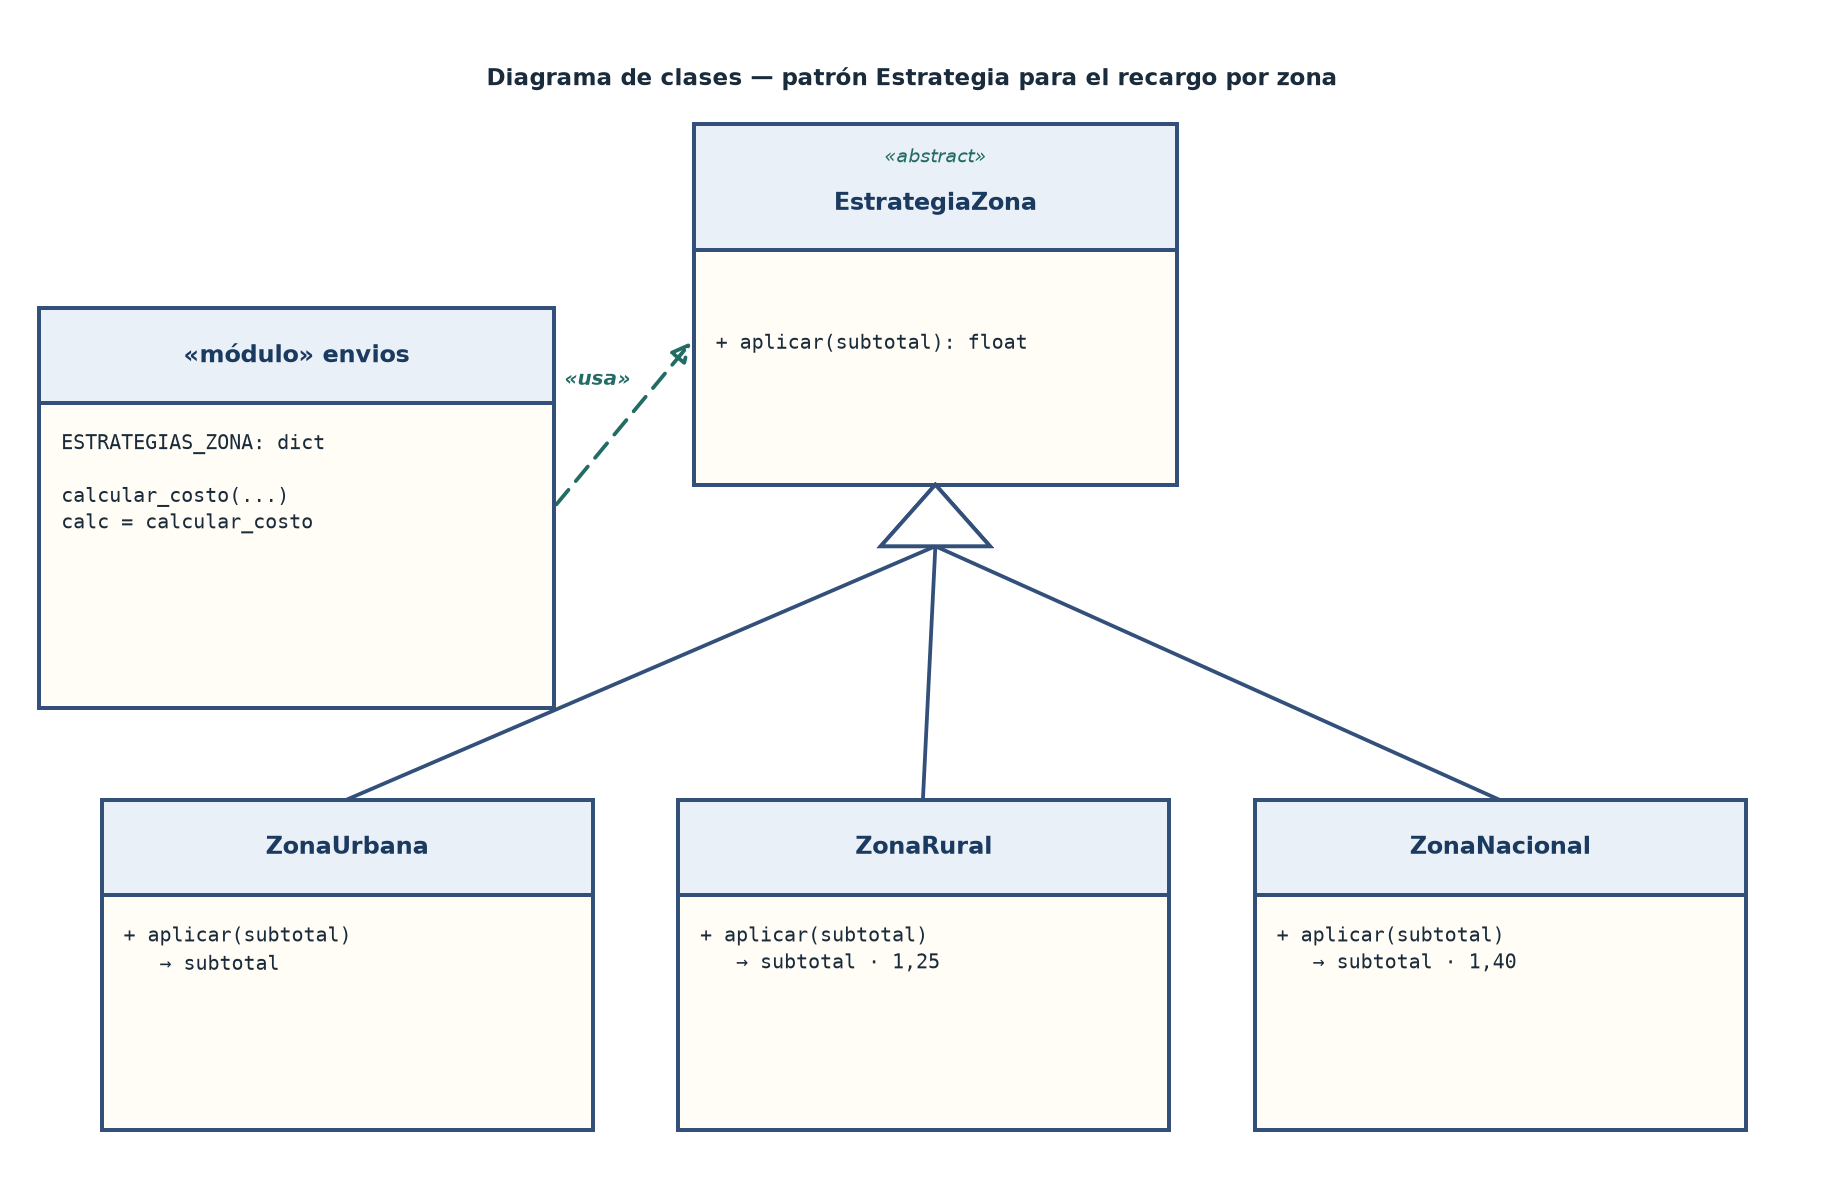 Diagrama de clases — patrón Estrategia para el recargo por zona
«abstract»
EstrategiaZona
+ aplicar(subtotal): float
«módulo» envios
ESTRATEGIAS_ZONA: dict
calcular_costo(...)
calc = calcular_costo
«usa»
ZonaUrbana
+ aplicar(subtotal)
→ subtotal
ZonaRural
+ aplicar(subtotal)
→ subtotal · 1,25
ZonaNacional
+ aplicar(subtotal)
→ subtotal · 1,40